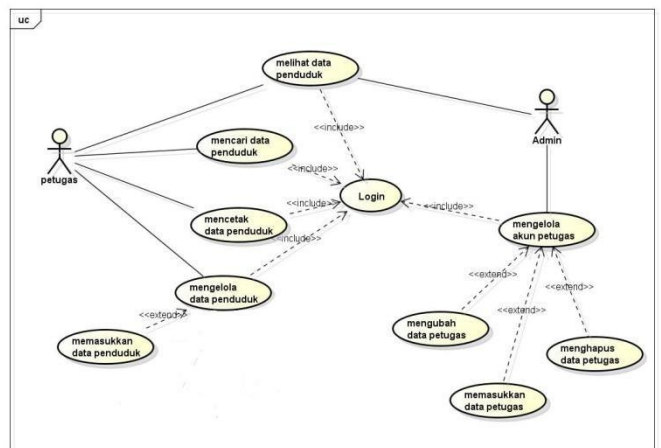 uc
melihat data
penduduk
<<include>>
Admin
mencari data
penduduk
petugas
<<include>>
Login
<<include>>
mencetak
data penduduk
<<include>>
<<include>>
mengelola
akun petugas
mengelola
data penduduk
<<extend>>
<<extend>>
<<extend>>
<<extend>>
memasukkan
data penduduk
mengubah
data petugas
menghapus
data petugas
memasukkan
data petugas